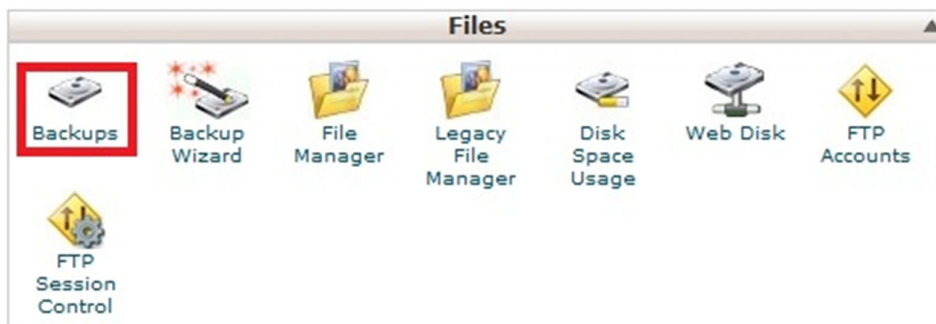 Files
Backups
Backup
Wizard
File
Manager
Legacy
File
Manager
Disk
Space
Usage
Web Disk
FTP
Accounts
FTP
Session
Control